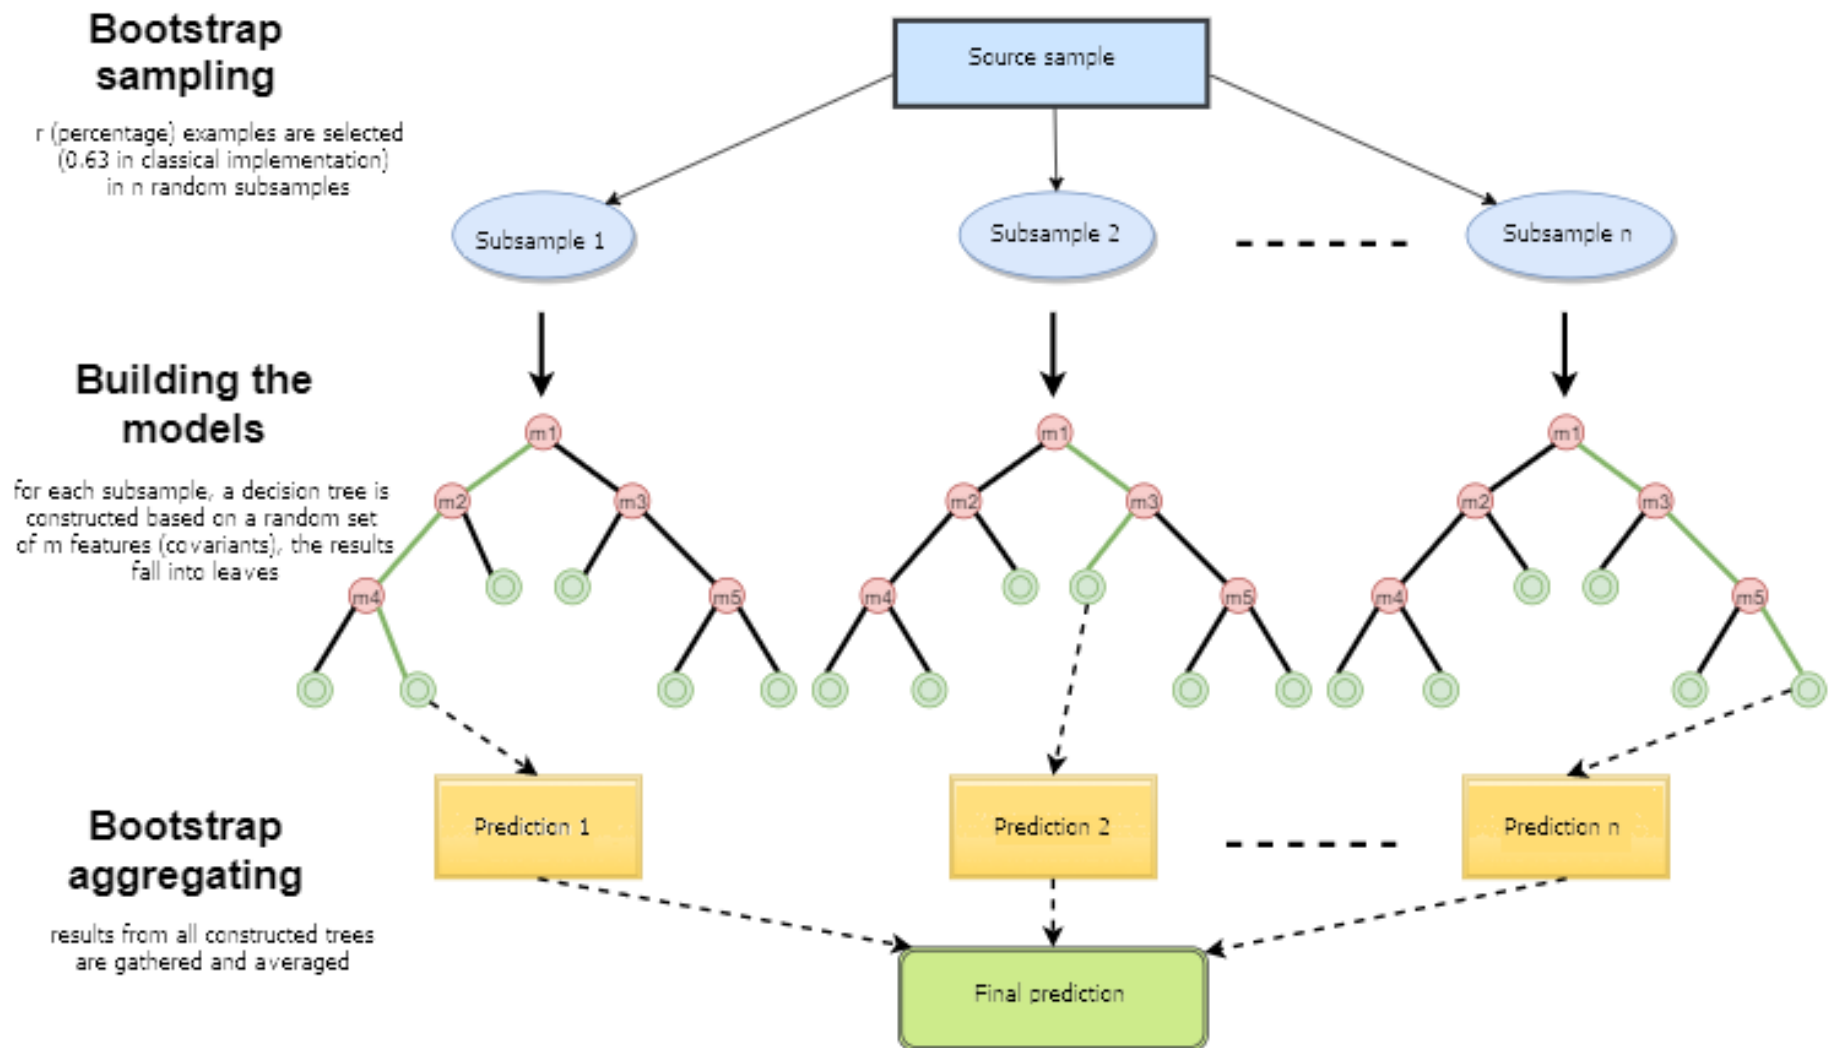 Bootstrap
sampling
r (percentage) examples are selected
(0.63 in classical implementation)
in n random subsamples
Source sample
Subsample 1
Subsample 2
Subsample n
Building the
models
for each subsample, a decision tree is
constructed based on a random set
of m features (covariants), the results
fall into leaves
m1
m2
m3
m4
m5
m1
m2
m3
m4
m5
m1
m2
m3
m4
m5
Bootstrap
aggregating
results from all constructed trees
are gathered and averaged
Prediction 1
Prediction 2
Prediction n
Final prediction